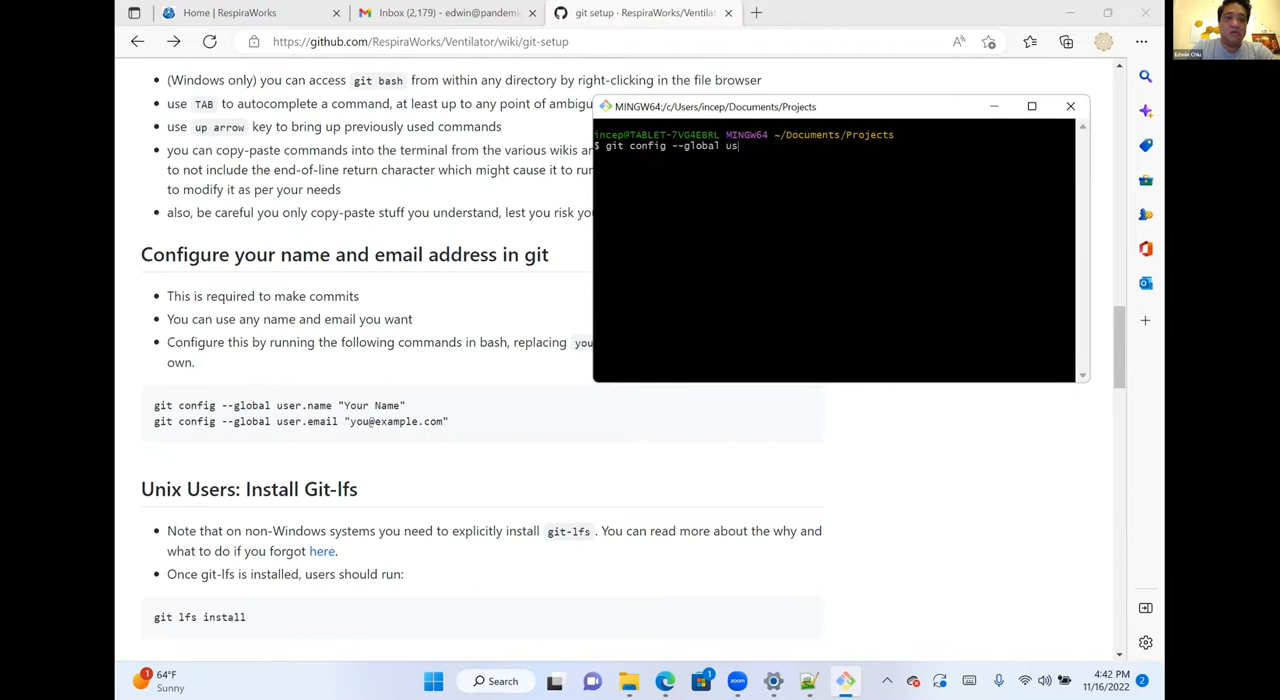 Home | RespiraWorks
Inbox (2,179) - edwin@pandemi
git setup · RespiraWorks/Ventilat
https://github.com/RespiraWorks/Ventilator/wiki/git-setup
Edwin Chiu
(Windows only) you can access git bash from within any directory by right-clicking in the file browser
use TAB to autocomplete a command, at least up to any point of ambigu
use up arrow key to bring up previously used commands
you can copy-paste commands into the terminal from the various wikis an
to not include the end-of-line return character which might cause it to run
to modify it as per your needs
also, be careful you only copy-paste stuff you understand, lest you risk yo
MINGW64:/c/Users/incep/Documents/Projects
incep@TABLET-7VG4EBRL MINGW64 ~/Documents/Projects
$ git config --global us
Configure your name and email address in git
This is required to make commits
You can use any name and email you want
Configure this by running the following commands in bash, replacing you
own.
git config --global user.name "Your Name"
git config --global user.email "you@example.com"
Unix Users: Install Git-lfs
Note that on non-Windows systems you need to explicitly install git-lfs. You can read more about the why and
what to do if you forgot here.
Once git-lfs is installed, users should run:
git lfs install
1
64°F
Sunny
Search
1
4:42 PM
11/16/2022
2